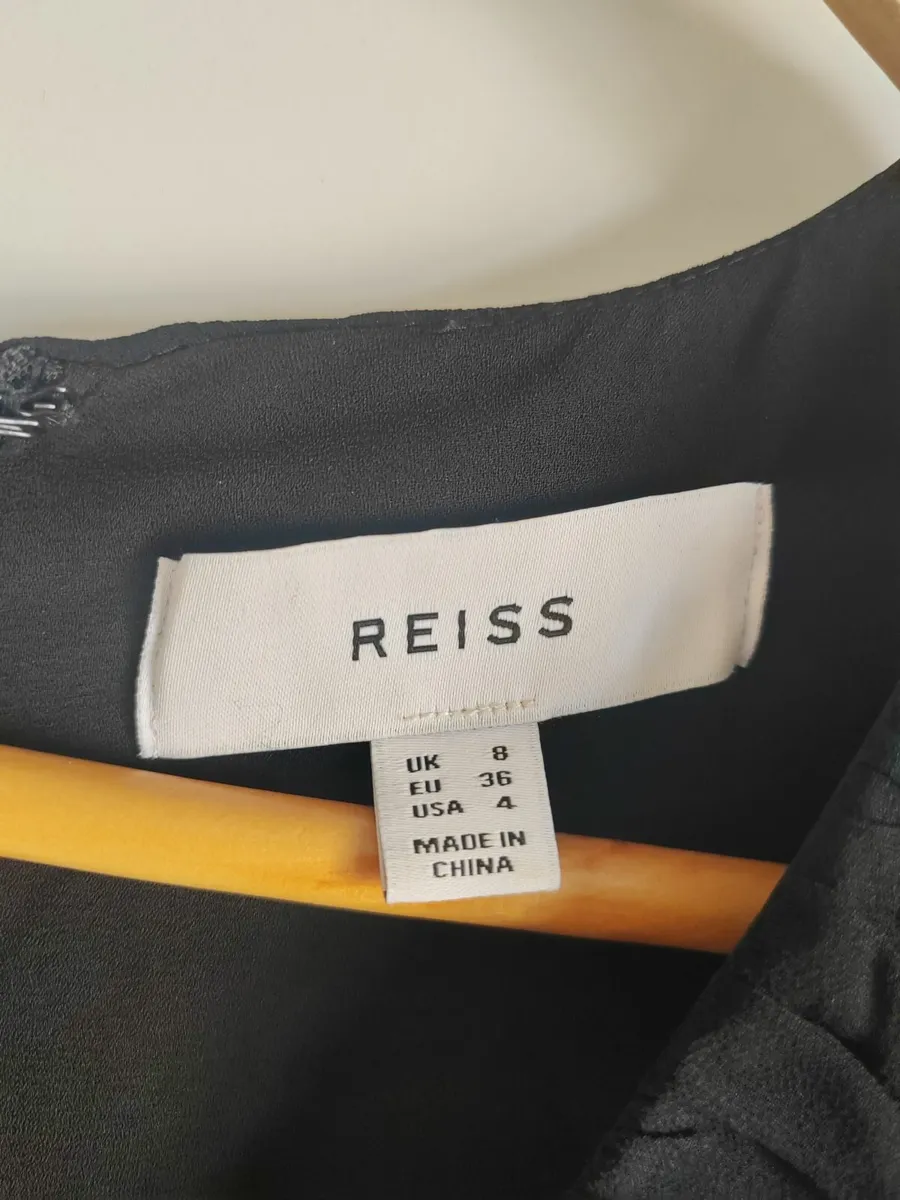 REISS
UK 8
EU 36
USA 4
MADE IN
CHINA